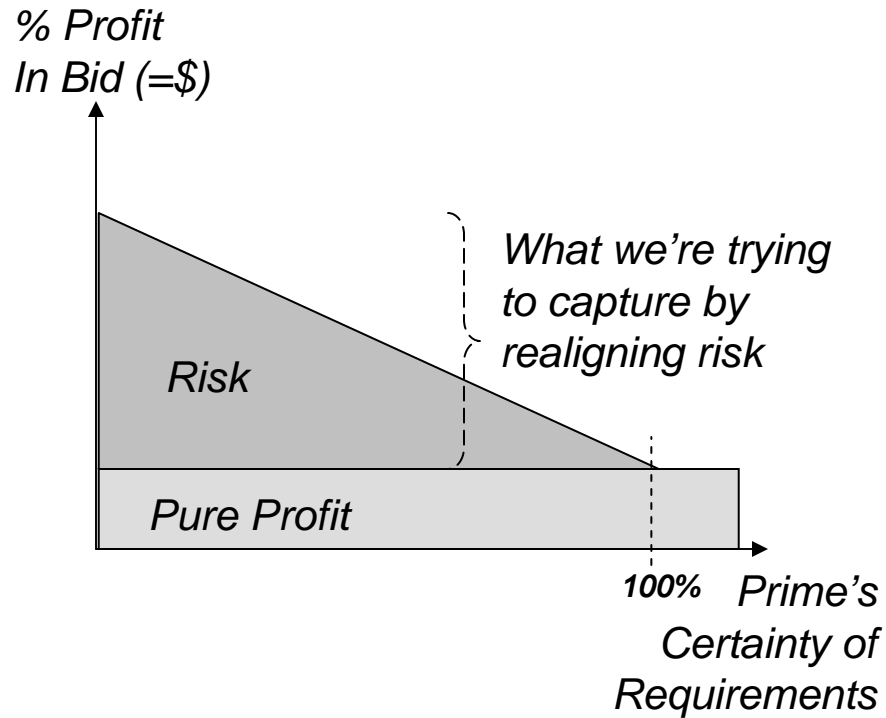 % Profit
In Bid (=$)
What we're trying
to capture by
realigning risk
Risk
Pure Profit
100%
Prime's
Certainty of
Requirements